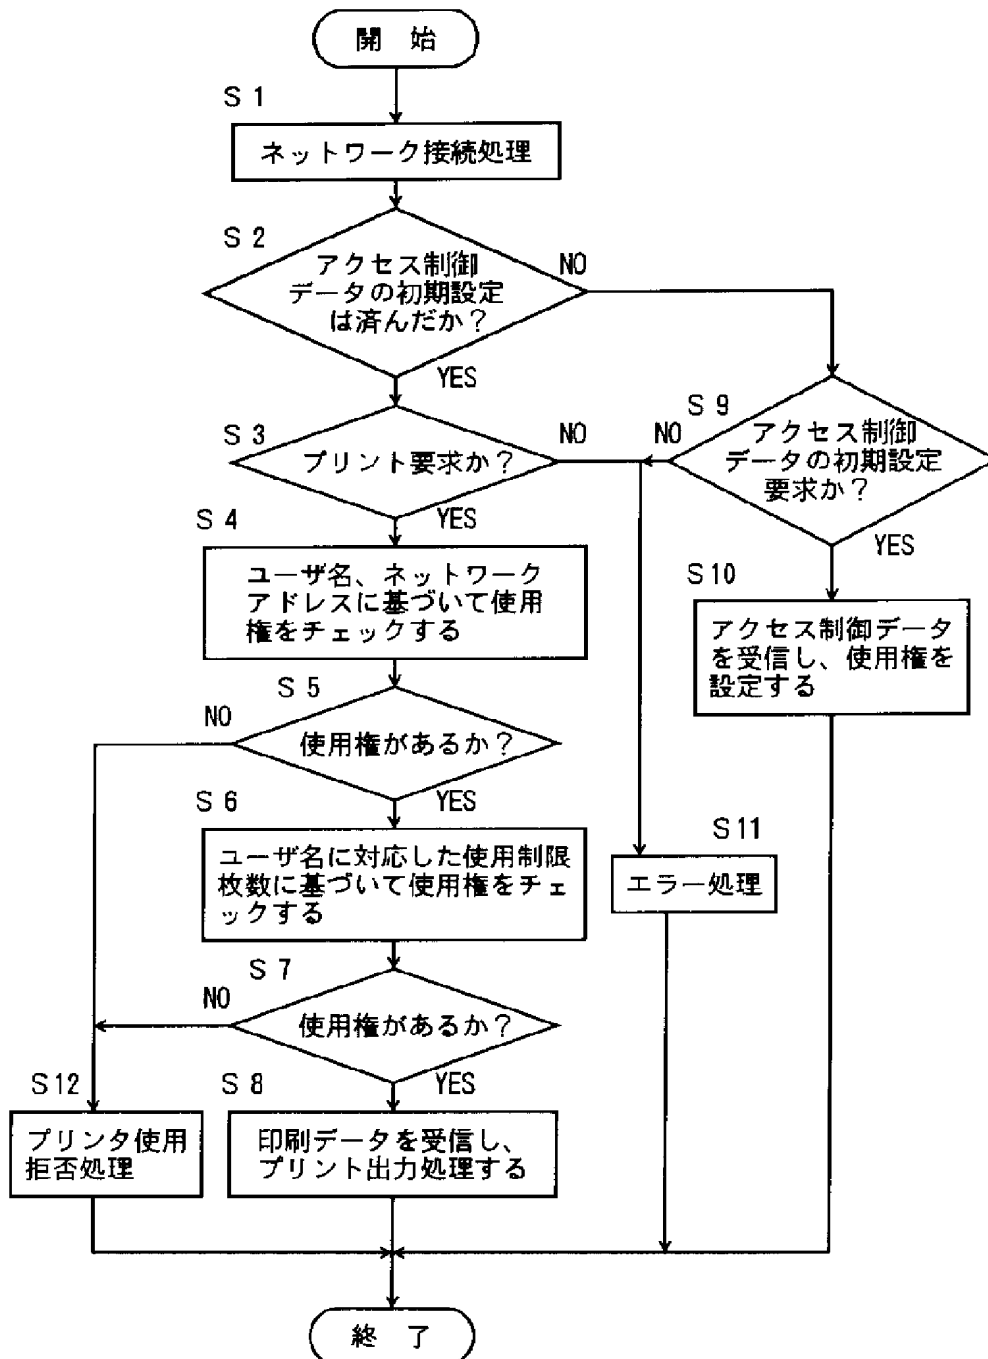 開 始
S 1
ネットワーク接続処理
S 2
アクセス制御
データの初期設定
は済んだか？
NO
YES
S 3
プリント要求か？
NO
YES
S 9
アクセス制御
データの初期設定
要求か？
NO
YES
S 4
ユーザ名、ネットワーク
アドレスに基づいて使用
権をチェックする
S10
アクセス制御データ
を受信し、使用権を
設定する
S 5
使用権があるか？
NO
YES
S 6
ユーザ名に対応した使用制限
枚数に基づいて使用権をチェ
ックする
S11
エラー処理
S 7
使用権があるか？
NO
YES
S12
プリンタ使用
拒否処理
S 8
印刷データを受信し、
プリント出力処理する
終 了